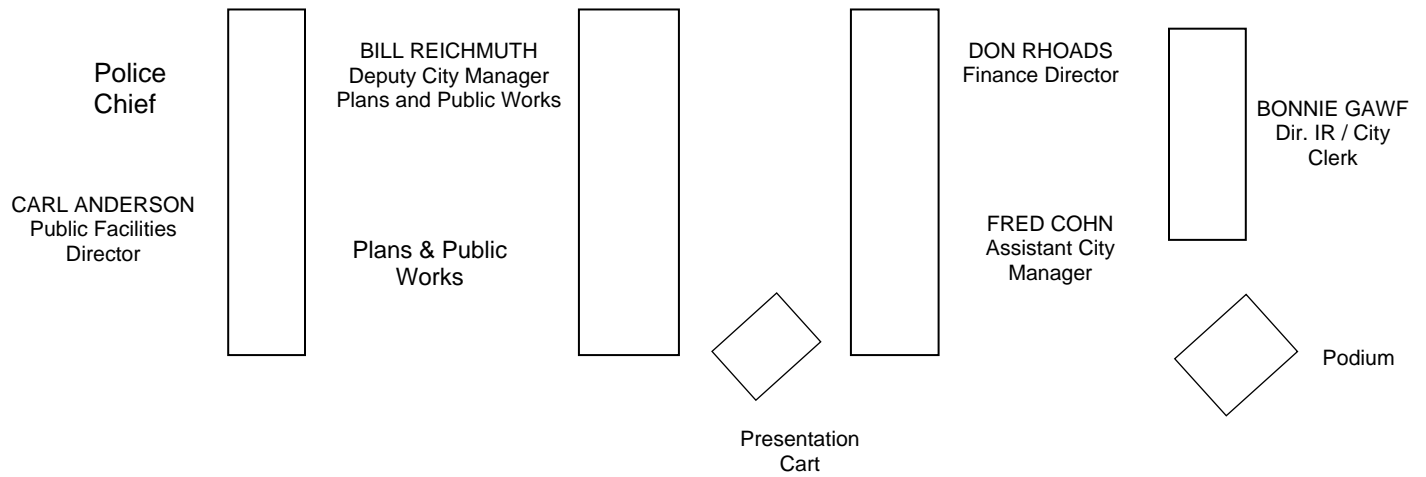 Police
Chief
BILL REICHMUTH
Deputy City Manager
Plans and Public Works
DON RHOADS
Finance Director
BONNIE GAWF
Dir. IR / City
Clerk
CARL ANDERSON
Public Facilities
Director
Plans & Public
Works
FRED COHN
Assistant City
Manager
Podium
Presentation
Cart